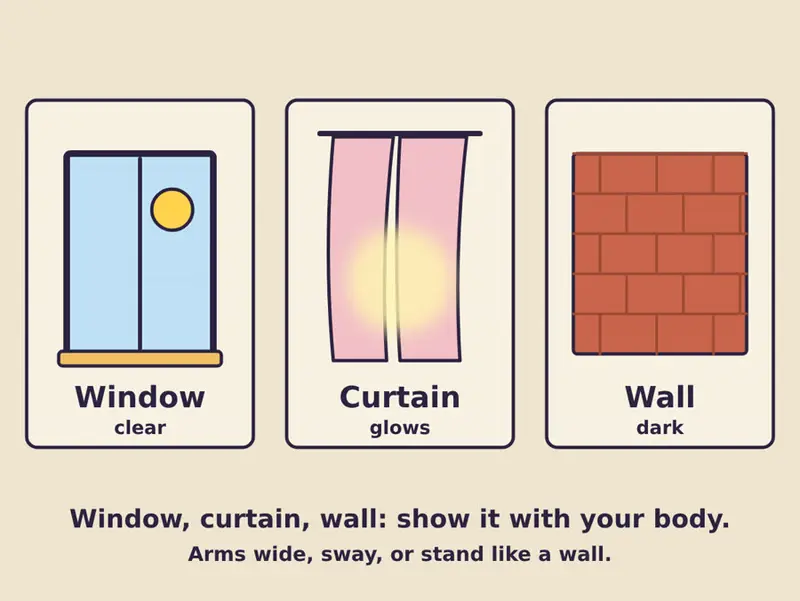 Window
clear
Curtain
glows
Wall
dark
Window, curtain, wall: show it with your body.
Arms wide, sway, or stand like a wall.